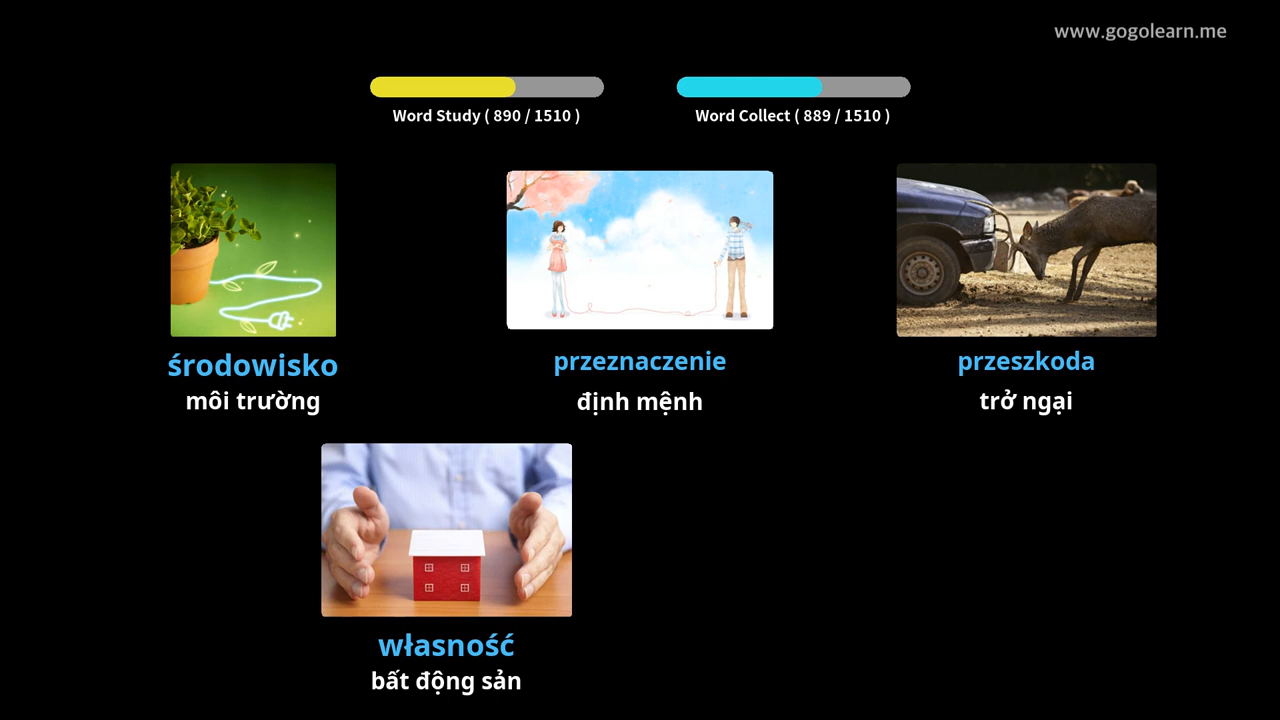 www.gogolearn.me
Word Study ( 890 / 1510 )
Word Collect ( 889 / 1510 )
środowisko
môi trường
przeznaczenie
định mệnh
przeszkoda
trở ngại
własność
bất động sản